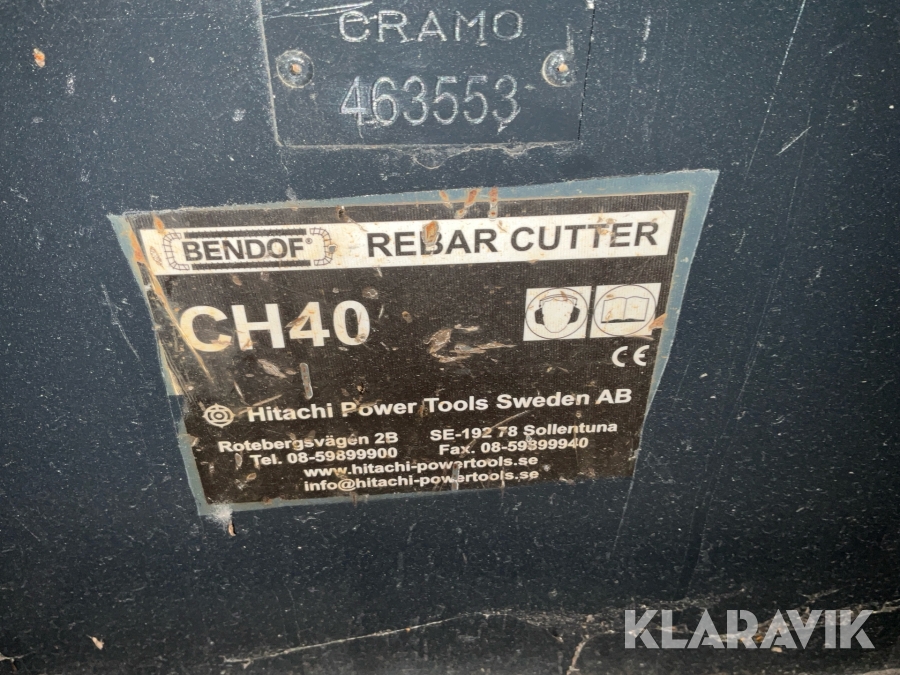 CRAMO
463553
BENDOF® REBAR CUTTER
CH40
CE
Hitachi Power Tools Sweden AB
Rotebergsvägen 2B SE-192 78 Sollentuna
Tel. 08-59899900 Fax. 08-59899940
www.hitachi-powertools.se
info@hitachi-powertools.se
KLARAVIK